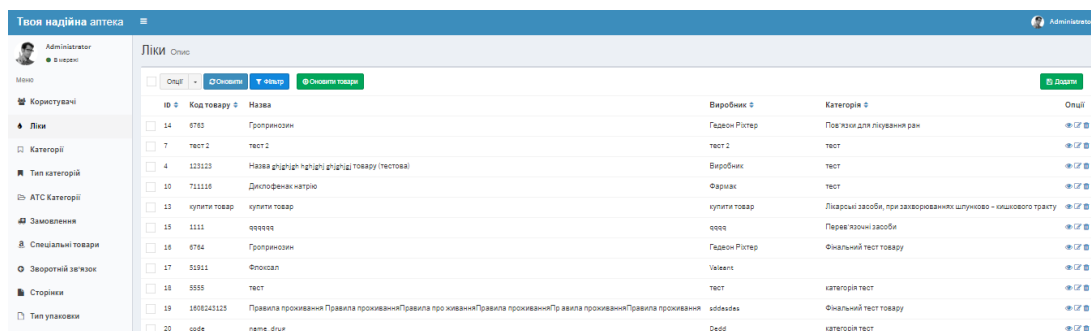 Твоя надійна аптека
Administrato
Administrator
В мережі
Меню
Користувачі
Ліки
Категорії
Тип категорій
АТС Категорії
Замовлення
Спеціальні товари
Зворотній зв'язок
Сторінки
Тип упаковки
Ліки Опис
Опції Оновити Фільтр Оновити товари Додати
ID Код товару Назва Виробник Категорія Опції
14 6763 Гропринозин Гедеон Ріхтер Пов'язки для лікування ран
7 тест 2 тест 2 тест 2 тест
4 123123 Назва ghjghjgh hghjghj ghjghjgj товару (тестова) Виробник тест
10 711116 Диклофенак натрію Фармак тест
13 купити товар купити товар купити товар Лікарські засоби, при захворюваннях шлунково – кишкового тракту
15 1111 qqqqqq qqqq Перев'язочні засоби
16 6764 Гропринозин Гедеон Ріхтер Фінальний тест товару
17 51911 Флоксал Valeant
18 5555 тест тест категорія тест
19 1608243125 Правила проживання Правила проживанняПравила про живанняПравила проживанняПр авила проживанняПравила проживання sddesdes Фінальний тест товару
20 code name_drug Dedd категорія тест